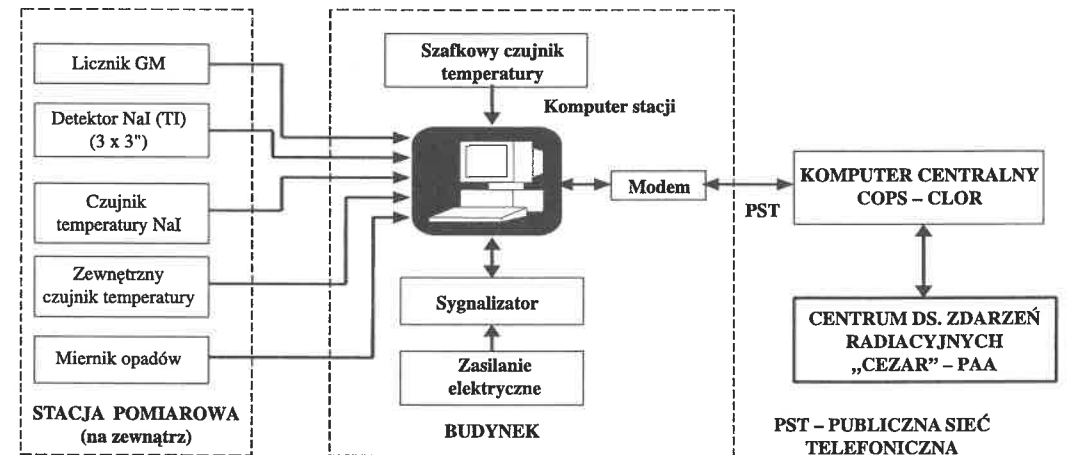 Licznik GM
Detektor NaI (TI)
(3 x 3")
Czujnik
temperatury NaI
Zewnętrzny
czujnik temperatury
Miernik opadów
STACJA POMIAROWA
(na zewnątrz)
Szafkowy czujnik
temperatury
Komputer stacji
Modem
Sygnalizator
Zasilanie
elektryczne
BUDYNEK
PST
KOMPUTER CENTRALNY
COPS – CLOR
CENTRUM DS. ZDARZEŃ
RADIACYJNYCH
„CEZAR” – PAA
PST – PUBLICZNA SIEĆ
TELEFONICZNA